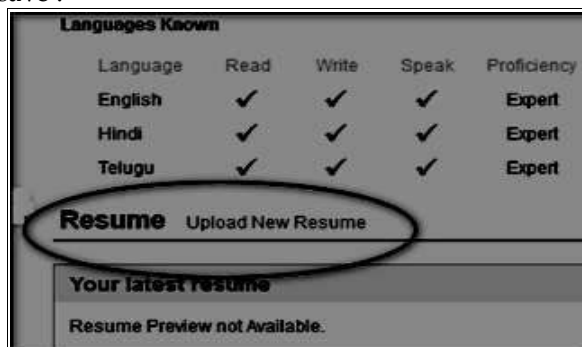 Languages Known
Language Read Write Speak Proficiency
English ✔ ✔ ✔ Expert
Hindi ✔ ✔ ✔ Expert
Telugu ✔ ✔ ✔ Expert
Resume Upload New Resume
Your latest resume
Resume Preview not Available.